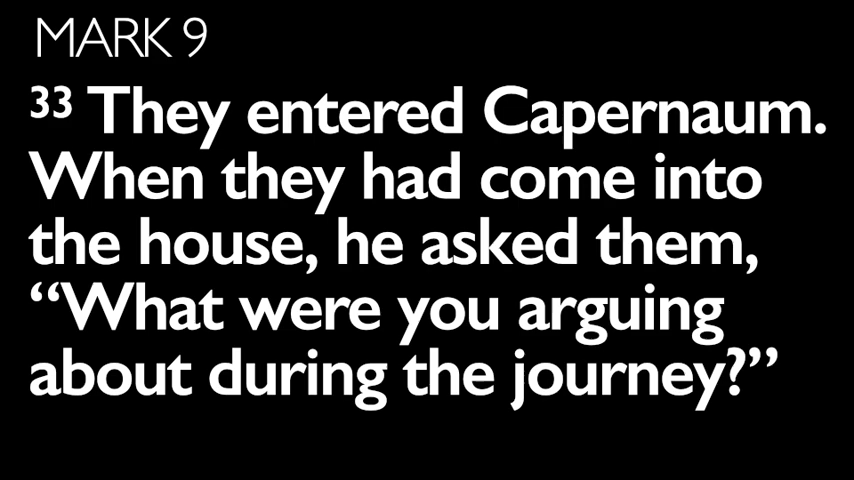 MARK 9
33 They entered Capernaum.
When they had come into
the house, he asked them,
“What were you arguing
about during the journey?”